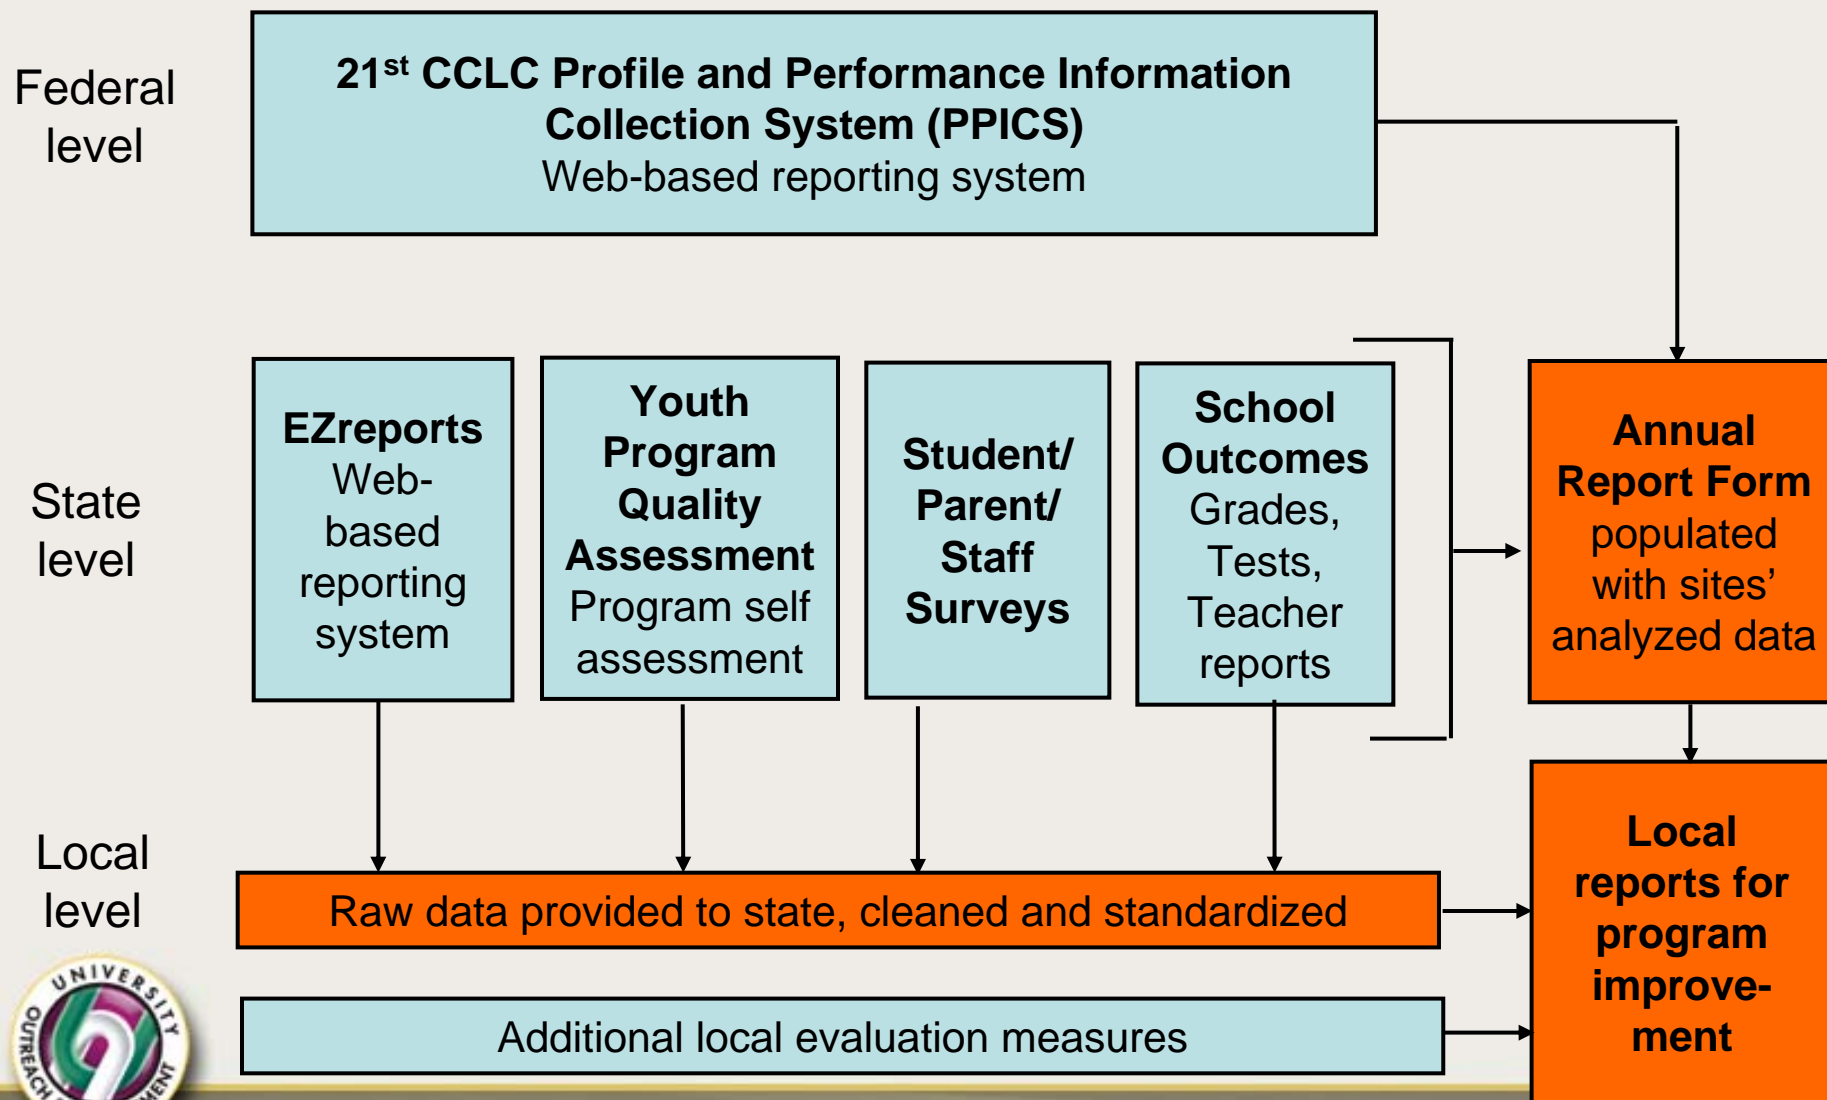 Federal
level
21st CCLC Profile and Performance Information
Collection System (PPICS)
Web-based reporting system
State
level
EZreports
Web-
based
reporting
system
Youth
Program
Quality
Assessment
Program self
assessment
Student/
Parent/
Staff
Surveys
School
Outcomes
Grades,
Tests,
Teacher
reports
Annual
Report Form
populated
with sites’
analyzed data
Local
level
Raw data provided to state, cleaned and standardized
Additional local evaluation measures
Local
reports for
program
improve-
ment
UNIVERSITY
OUTREACH